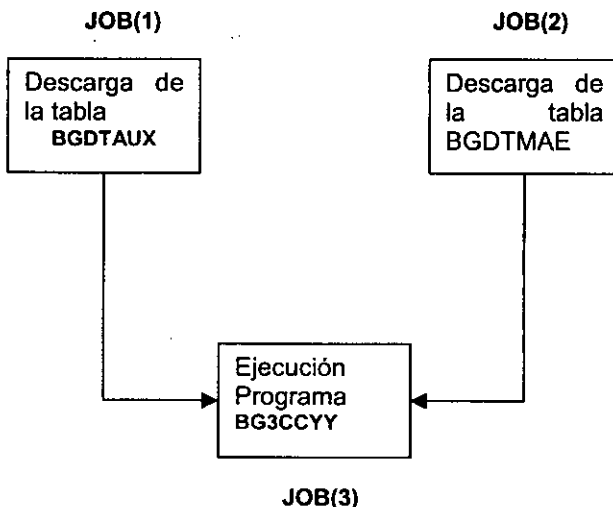 JOB(1)
JOB(2)
Descarga de
la tabla
BGDTAUX
Descarga de
la tabla
BGDTMAE
Ejecución
Programa
BG3CCYY
JOB(3)